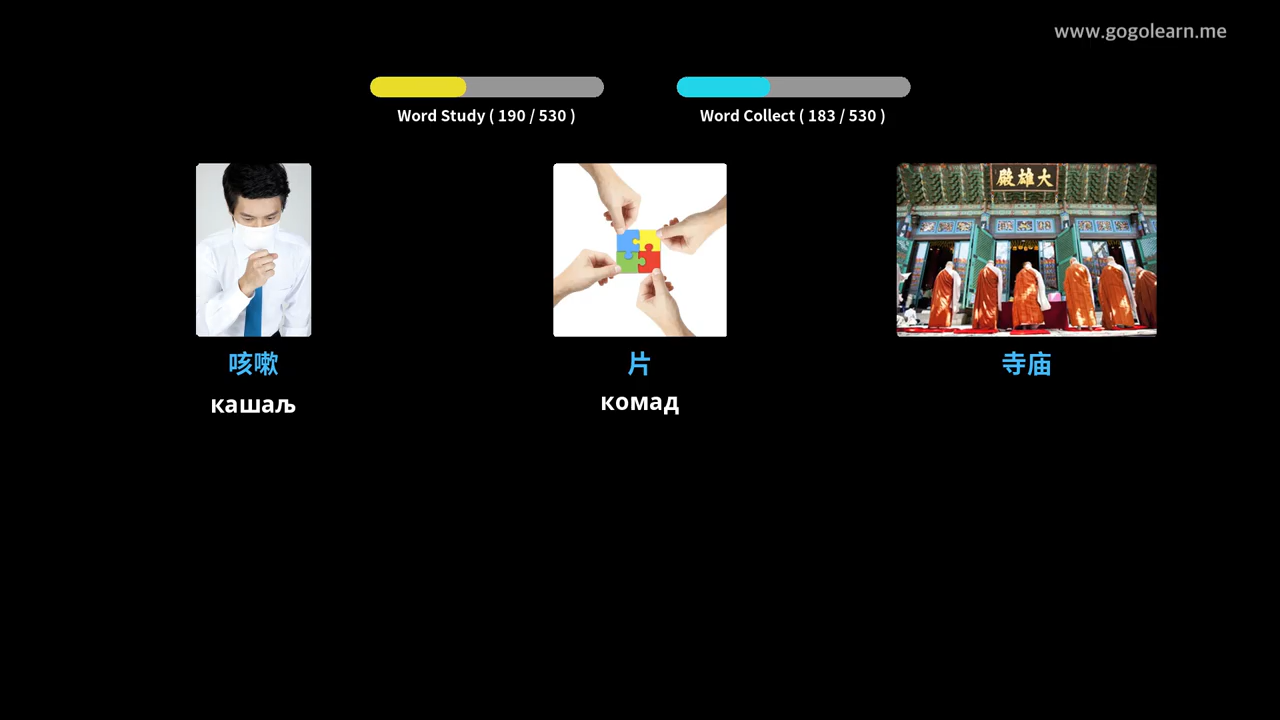 www.gogolearn.me
Word Study ( 190 / 530 )
Word Collect ( 183 / 530 )
殿雄大
咳嗽
片
寺庙
кашаљ
комад